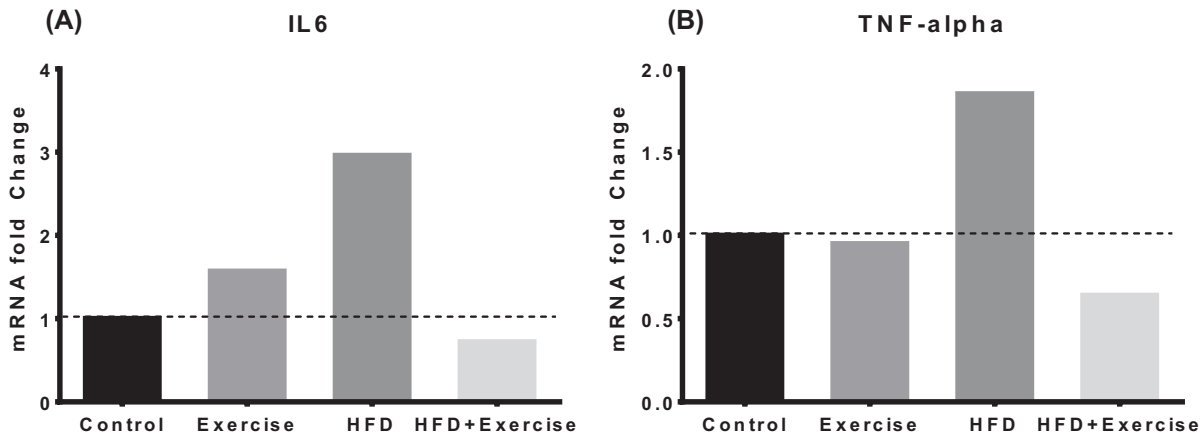 (A)
IL6
mRNA fold Change
4
3
2
1
0
Control Exercise HFD HFD+Exercise
(B)
TNF-alpha
mRNA fold Change
2.0
1.5
1.0
0.5
0.0
Control Exercise HFD HFD+Exercise